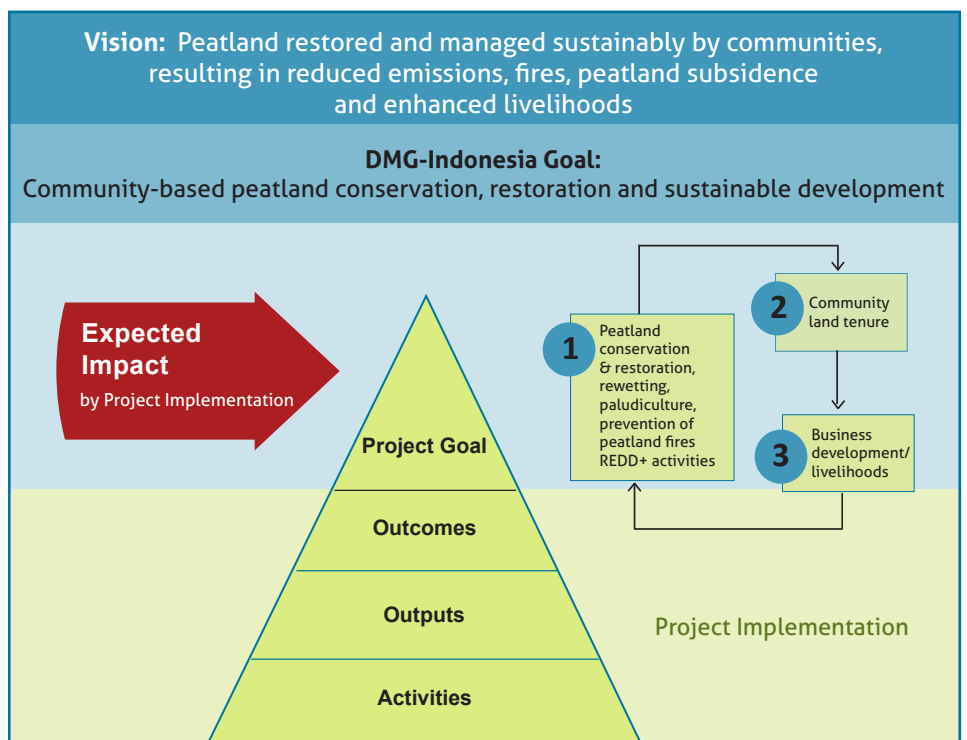 Vision: Peatland restored and managed sustainably by communities,
resulting in reduced emissions, fires, peatland subsidence
and enhanced livelihoods
DMG-Indonesia Goal:
Community-based peatland conservation, restoration and sustainable development
Expected
Impact
by Project Implementation
Project Goal
Outcomes
Outputs
Activities
1
Peatland
conservation
& restoration,
rewetting,
paludiculture,
prevention of
peatland fires
REDD+ activities
2
Community
land tenure
3
Business
development/
livelihoods
Project Implementation